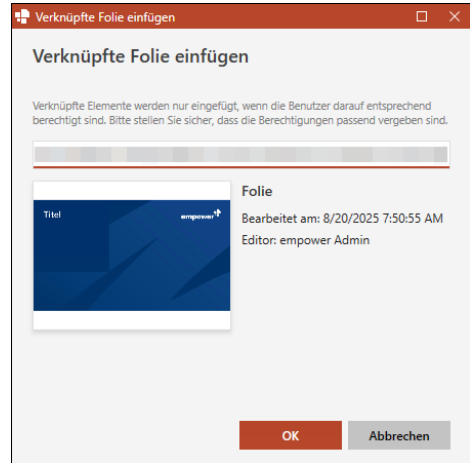 Verknüpfte Folie einfügen
Verknüpfte Folie einfügen
Verknüpfte Elemente werden nur eingefügt, wenn die Benutzer darauf entsprechend
berechtigt sind. Bitte stellen Sie sicher, dass die Berechtigungen passend vergeben sind.
Titel
empower
Folie
Bearbeitet am: 8/20/2025 7:50:55 AM
Editor: empower Admin
OK
Abbrechen